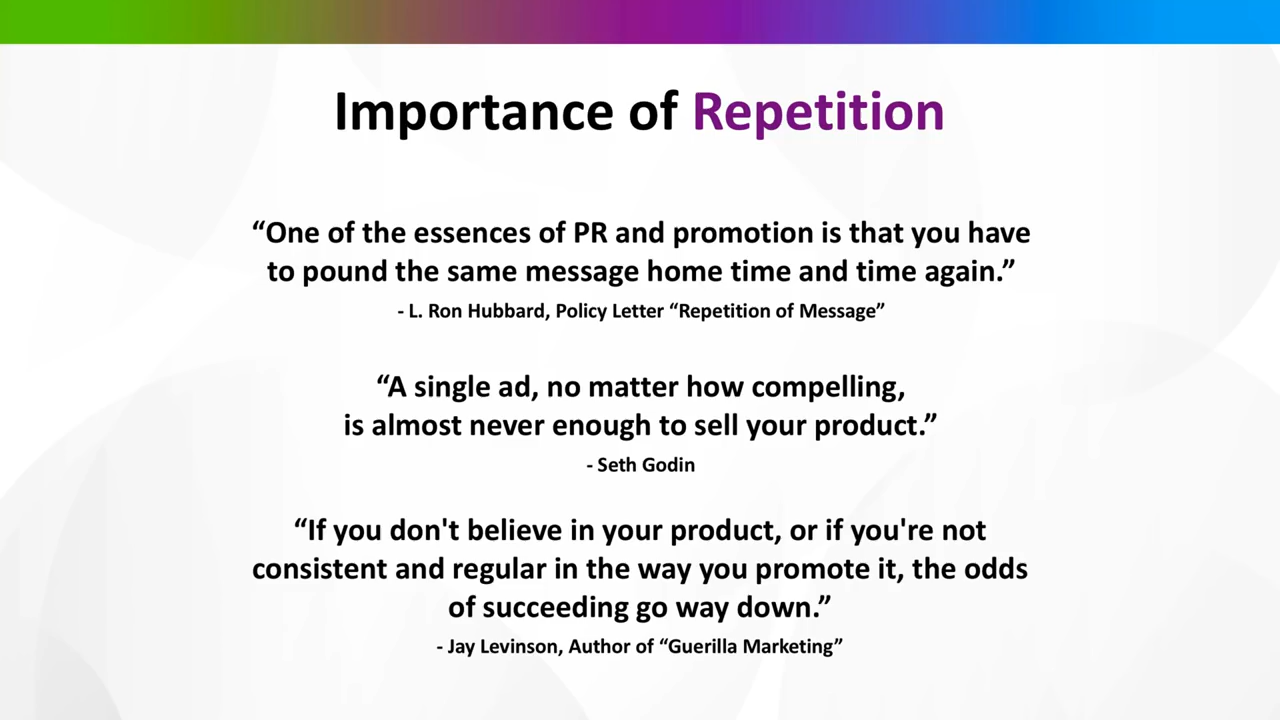 Importance of Repetition
“One of the essences of PR and promotion is that you have
to pound the same message home time and time again.”
- L. Ron Hubbard, Policy Letter “Repetition of Message”
“A single ad, no matter how compelling,
is almost never enough to sell your product.”
- Seth Godin
“If you don't believe in your product, or if you're not
consistent and regular in the way you promote it, the odds
of succeeding go way down.”
- Jay Levinson, Author of “Guerilla Marketing”